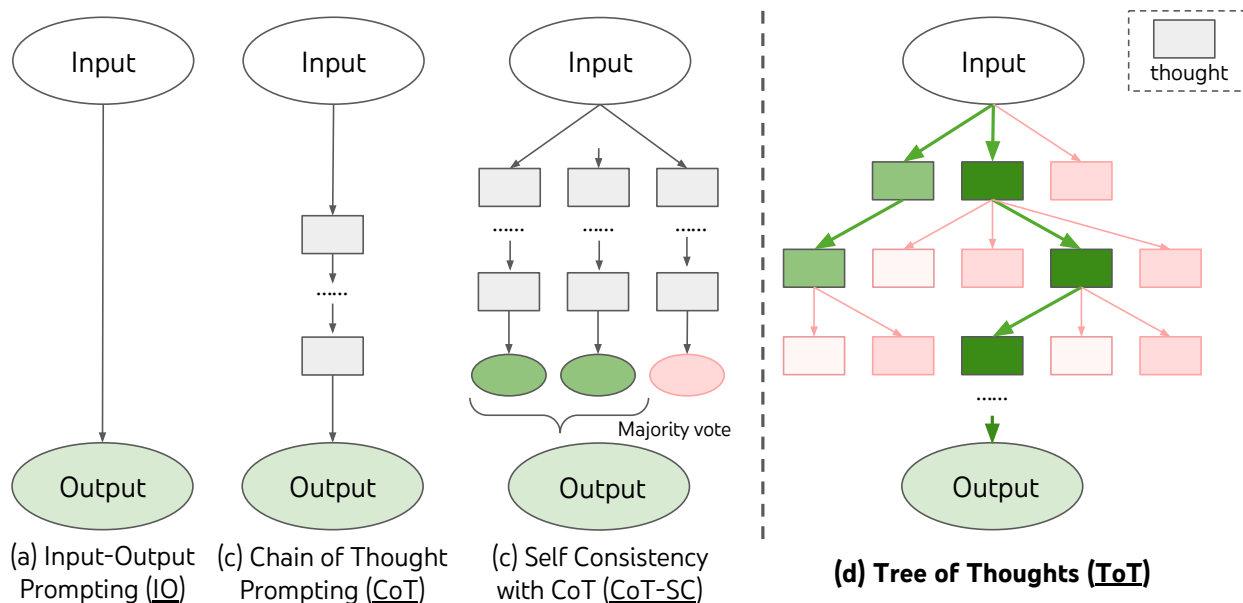 Input
Input
Input
Input
thought
......
......
......
......
......
......
Majority vote
Output
Output
Output
Output
(a) Input-Output
Prompting (IO)
(c) Chain of Thought
Prompting (CoT)
(c) Self Consistency
with CoT (CoT-SC)
(d) Tree of Thoughts (ToT)